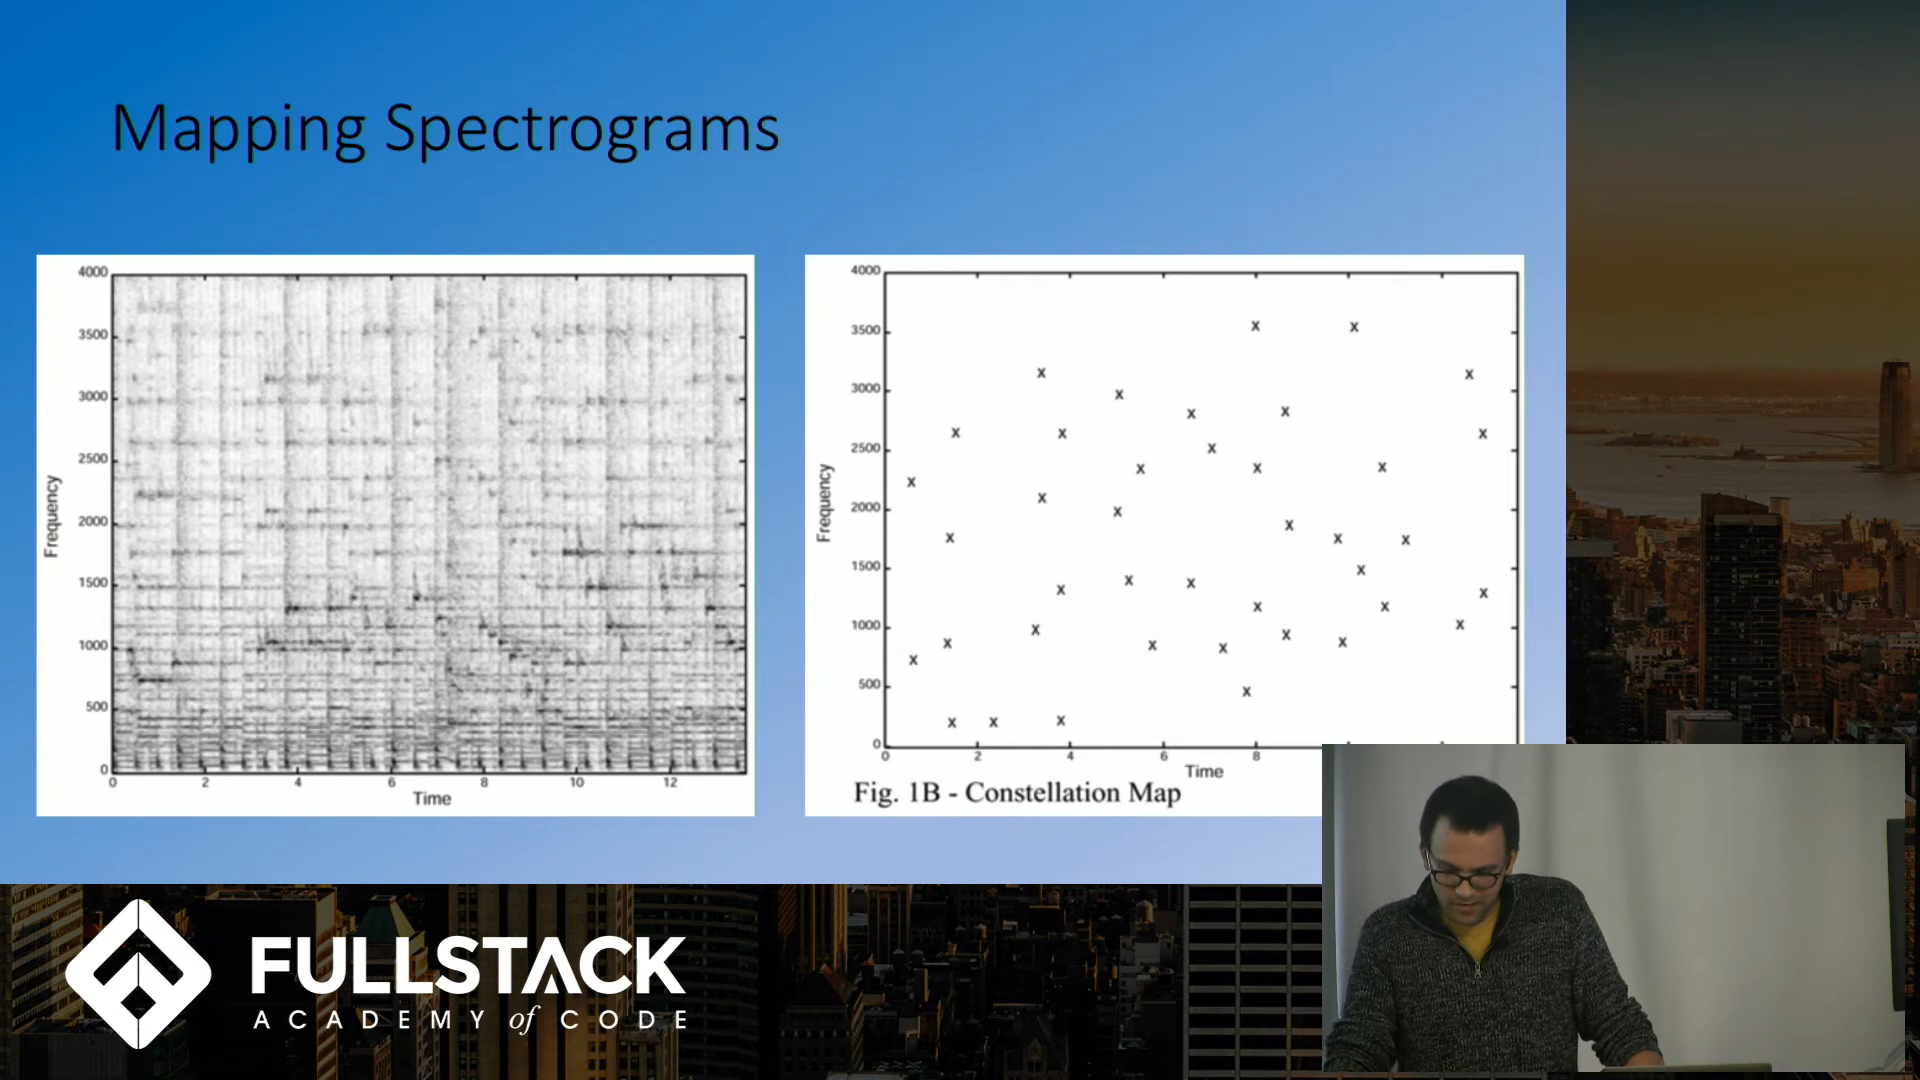 Mapping Spectrograms
4000
3500
3000
2500
2000
1500
1000
500
0
Frequency
0 2 4 6 8 10 12
Time
4000
3500
3000
2500
2000
1500
1000
500
0
Frequency
0 2 4 6 8
Time
Fig. 1B - Constellation Map
FULLSTACK
ACADEMY of CODE